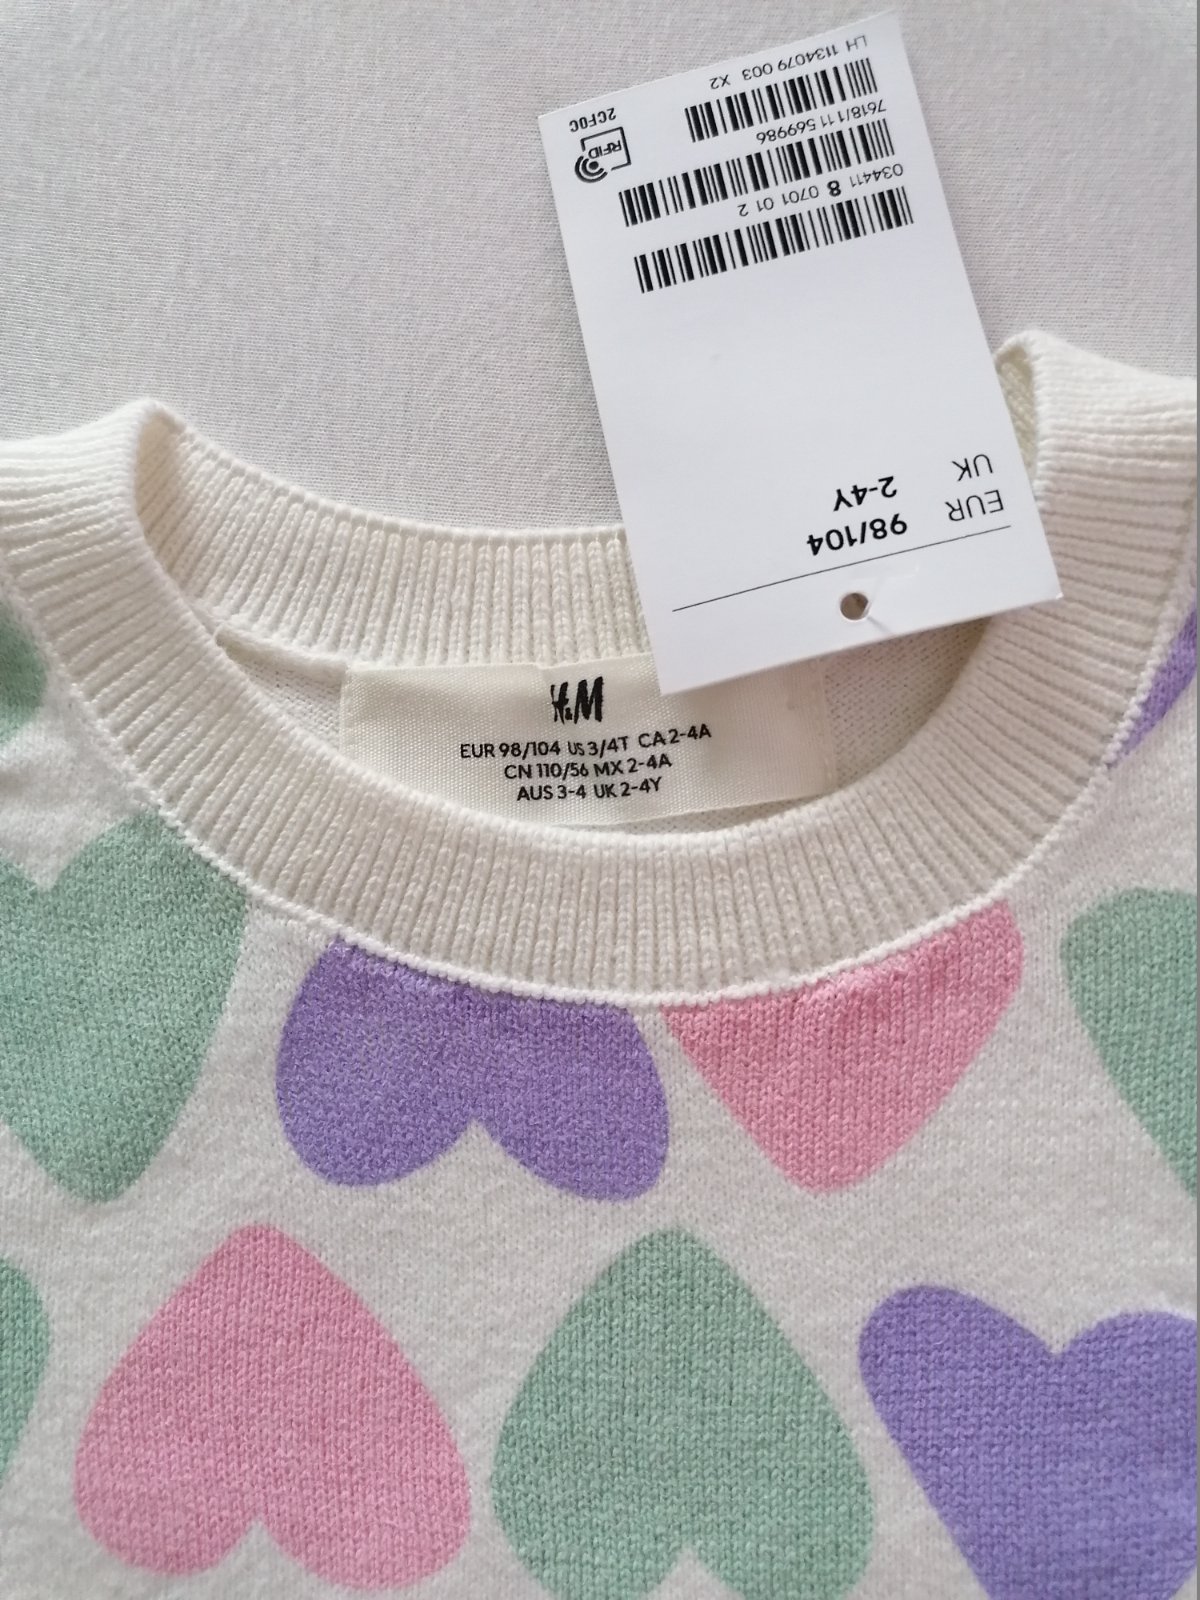 EUR 98/104
UK 2-4Y
034411 8 0701 01 2
7618/1 11 569986
LH 1134079 003 X2
RFID
2CF0C
H&M
EUR 98/104 US 3/4T CA 2-4A
CN 110/56 MX 2-4A
AUS 3-4 UK 2-4Y